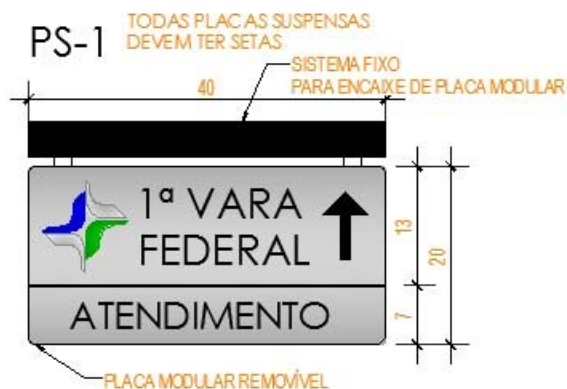 PS-1
TODAS PLACAS SUSPENSAS
DEVEM TER SETAS
SISTEMA FIXO
PARA ENCAIXE DE PLACA MODULAR
40
1ª VARA
FEDERAL
13
20
ATENDIMENTO
7
PLACA MODULAR REMOVÍVEL